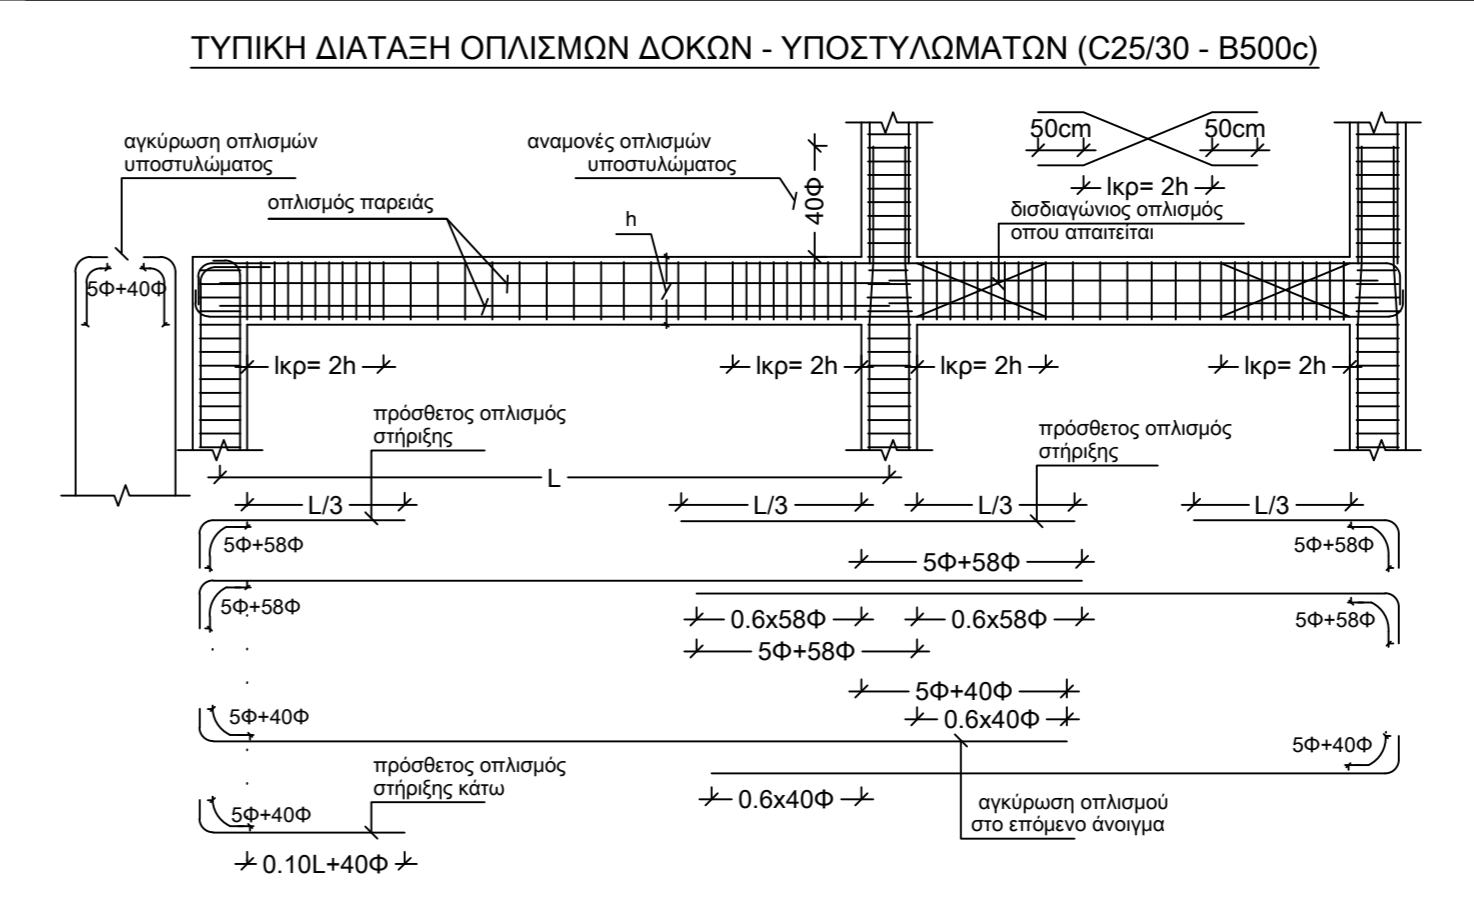 ΤΥΠΙΚΗ ΔΙΑΤΑΞΗ ΟΠΛΙΣΜΩΝ ΔΟΚΩΝ - ΥΠΟΣΤΥΛΩΜΑΤΩΝ (C25/30 - B500c)
αγκύρωση οπλισμών
υποστυλώματος
αναμονές οπλισμών
υποστυλώματος
50cm
50cm
lκρ= 2h
40Φ
οπλισμός παρειάς
h
δισδιαγώνιος οπλισμός
οπου απαιτείται
5Φ+40Φ
lκρ= 2h
lκρ= 2h
lκρ= 2h
lκρ= 2h
πρόσθετος οπλισμός
στήριξης
πρόσθετος οπλισμός
στήριξης
L
L/3
L/3
L/3
L/3
5Φ+58Φ
5Φ+58Φ
5Φ+58Φ
5Φ+58Φ
0.6x58Φ
0.6x58Φ
5Φ+58Φ
5Φ+58Φ
5Φ+40Φ
5Φ+40Φ
0.6x40Φ
5Φ+40Φ
πρόσθετος οπλισμός
στήριξης κάτω
0.6x40Φ
αγκύρωση οπλισμού
στο επόμενο άνοιγμα
5Φ+40Φ
0.10L+40Φ